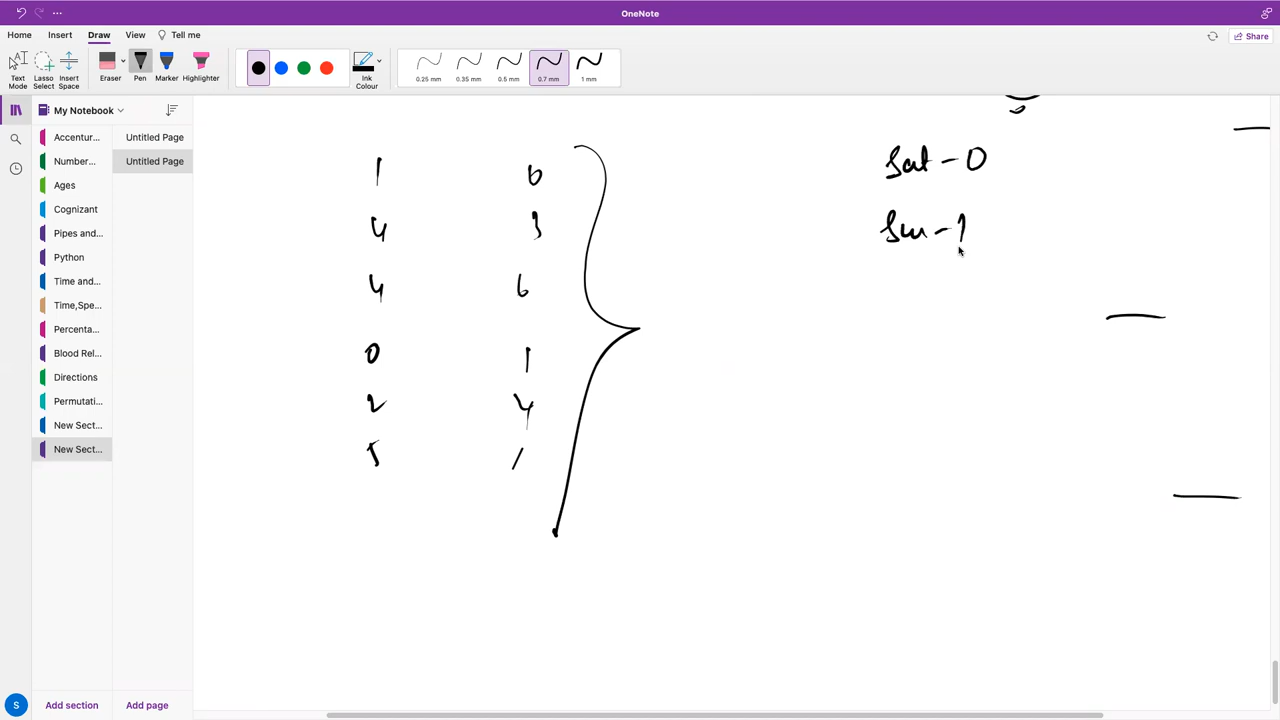 OneNote
Home Insert Draw View Tell me
Share
Text Mode
Lasso Select
Insert Space
Eraser
Pen
Marker
Highlighter
Ink Colour
0.25 mm
0.35 mm
0.5 mm
0.7 mm
1 mm
My Notebook
Accentur...
Number...
Ages
Cognizant
Pipes and...
Python
Time and...
Time,Spe...
Percenta...
Blood Rel...
Directions
Permutati...
New Sect...
New Sect...
Untitled Page
Untitled Page
1 6
4 3
4 6
0 1
2 4
5 1
Sat - 0
Sun - 1
S
Add section
Add page